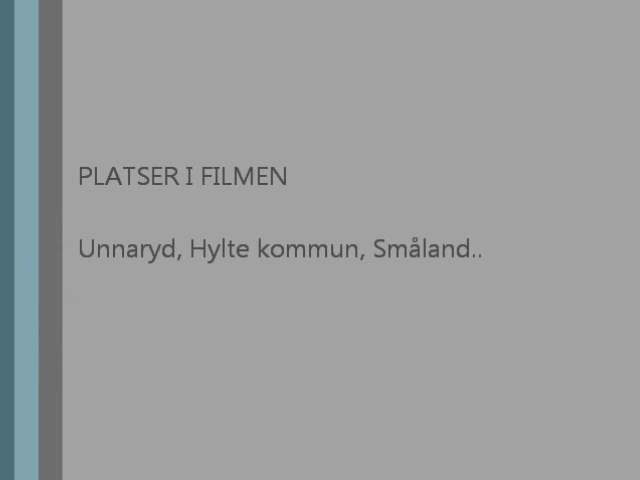 PLATSER I FILMEN
Unnaryd, Hylte kommun, Småland..